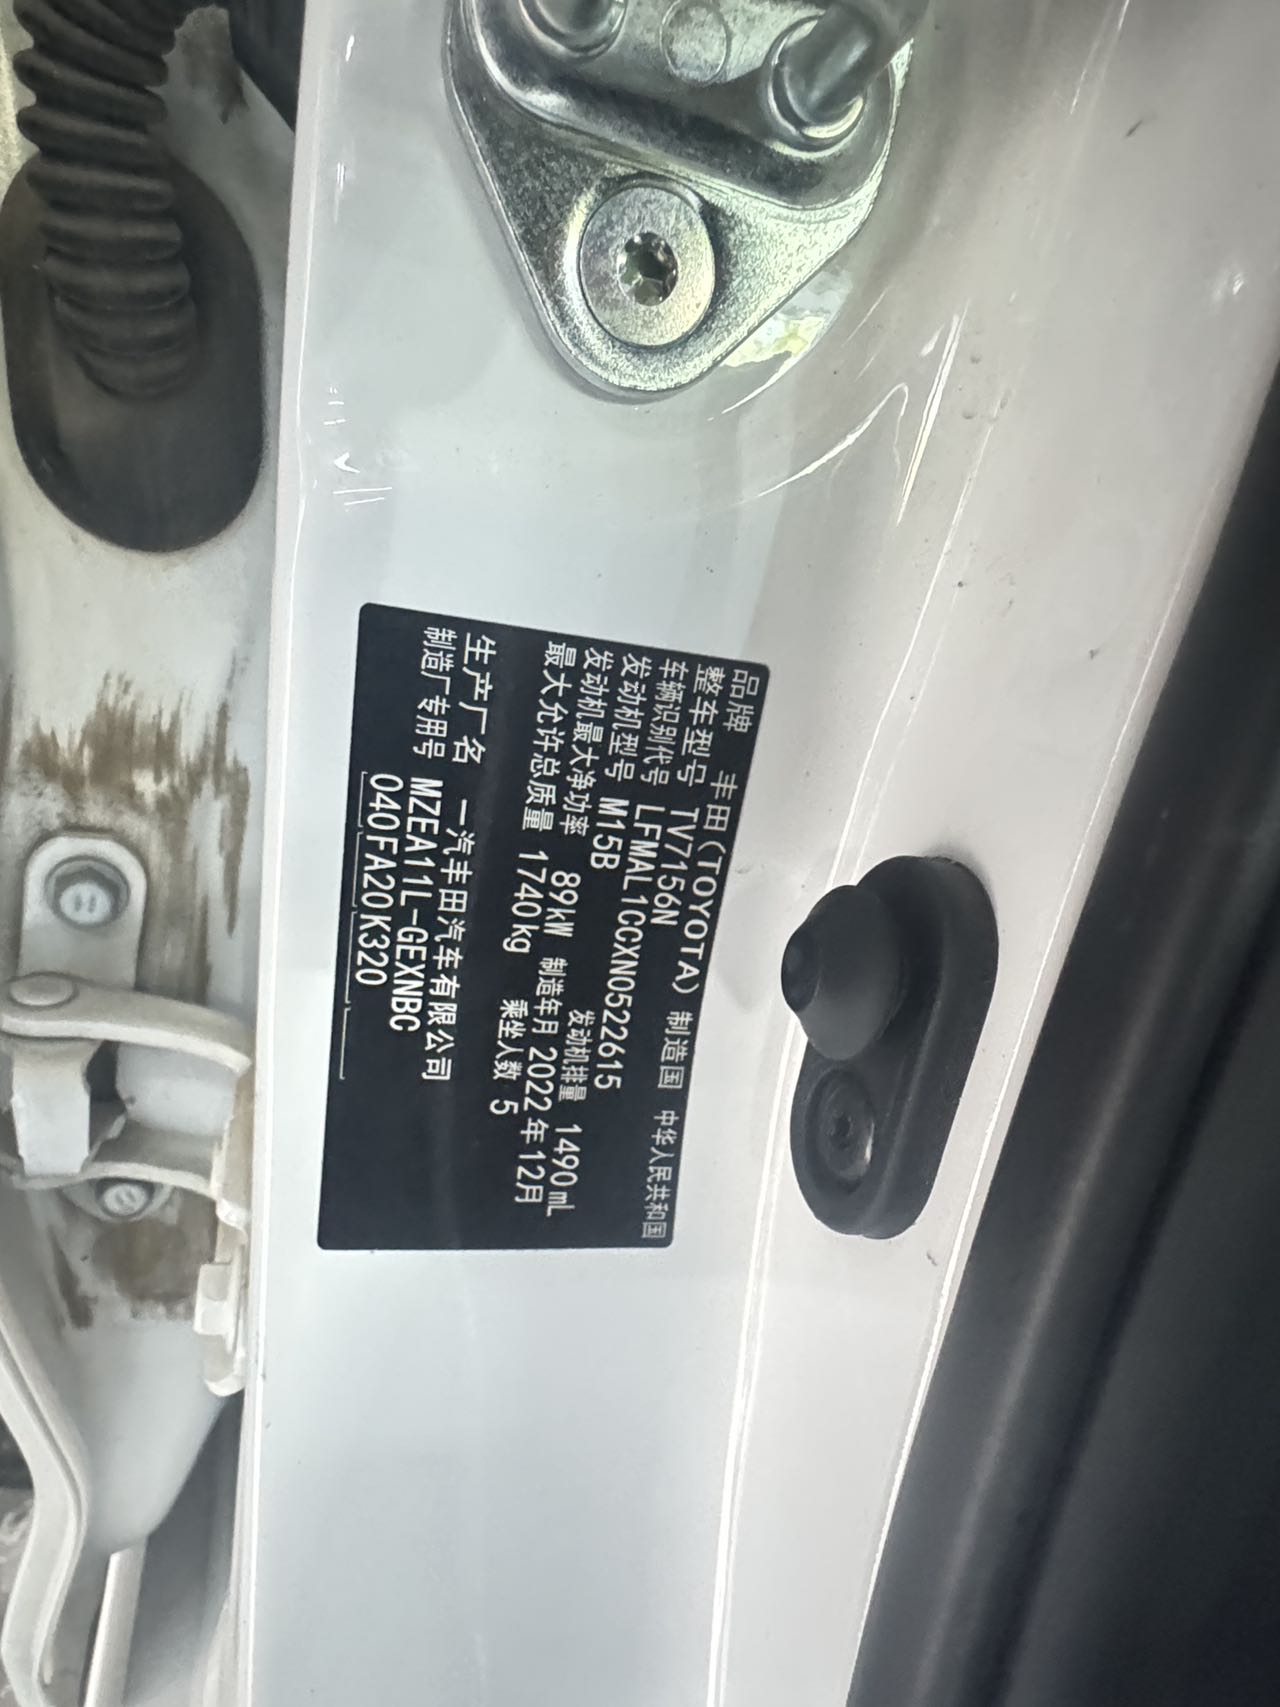 品牌 丰田(TOYOTA) 制造国 中华人民共和国
整车型号 TV7156N
车辆识别代号 LFMAL1CCXN0522615
发动机型号 M15B 发动机排量 1490mL
发动机最大净功率 89kW 制造年月 2022年12月
最大允许总质量 1740kg 乘坐人数 5
生产厂名 一汽丰田汽车有限公司
制造厂专用号 MZEA11L-GEXNBC
040FA20K320